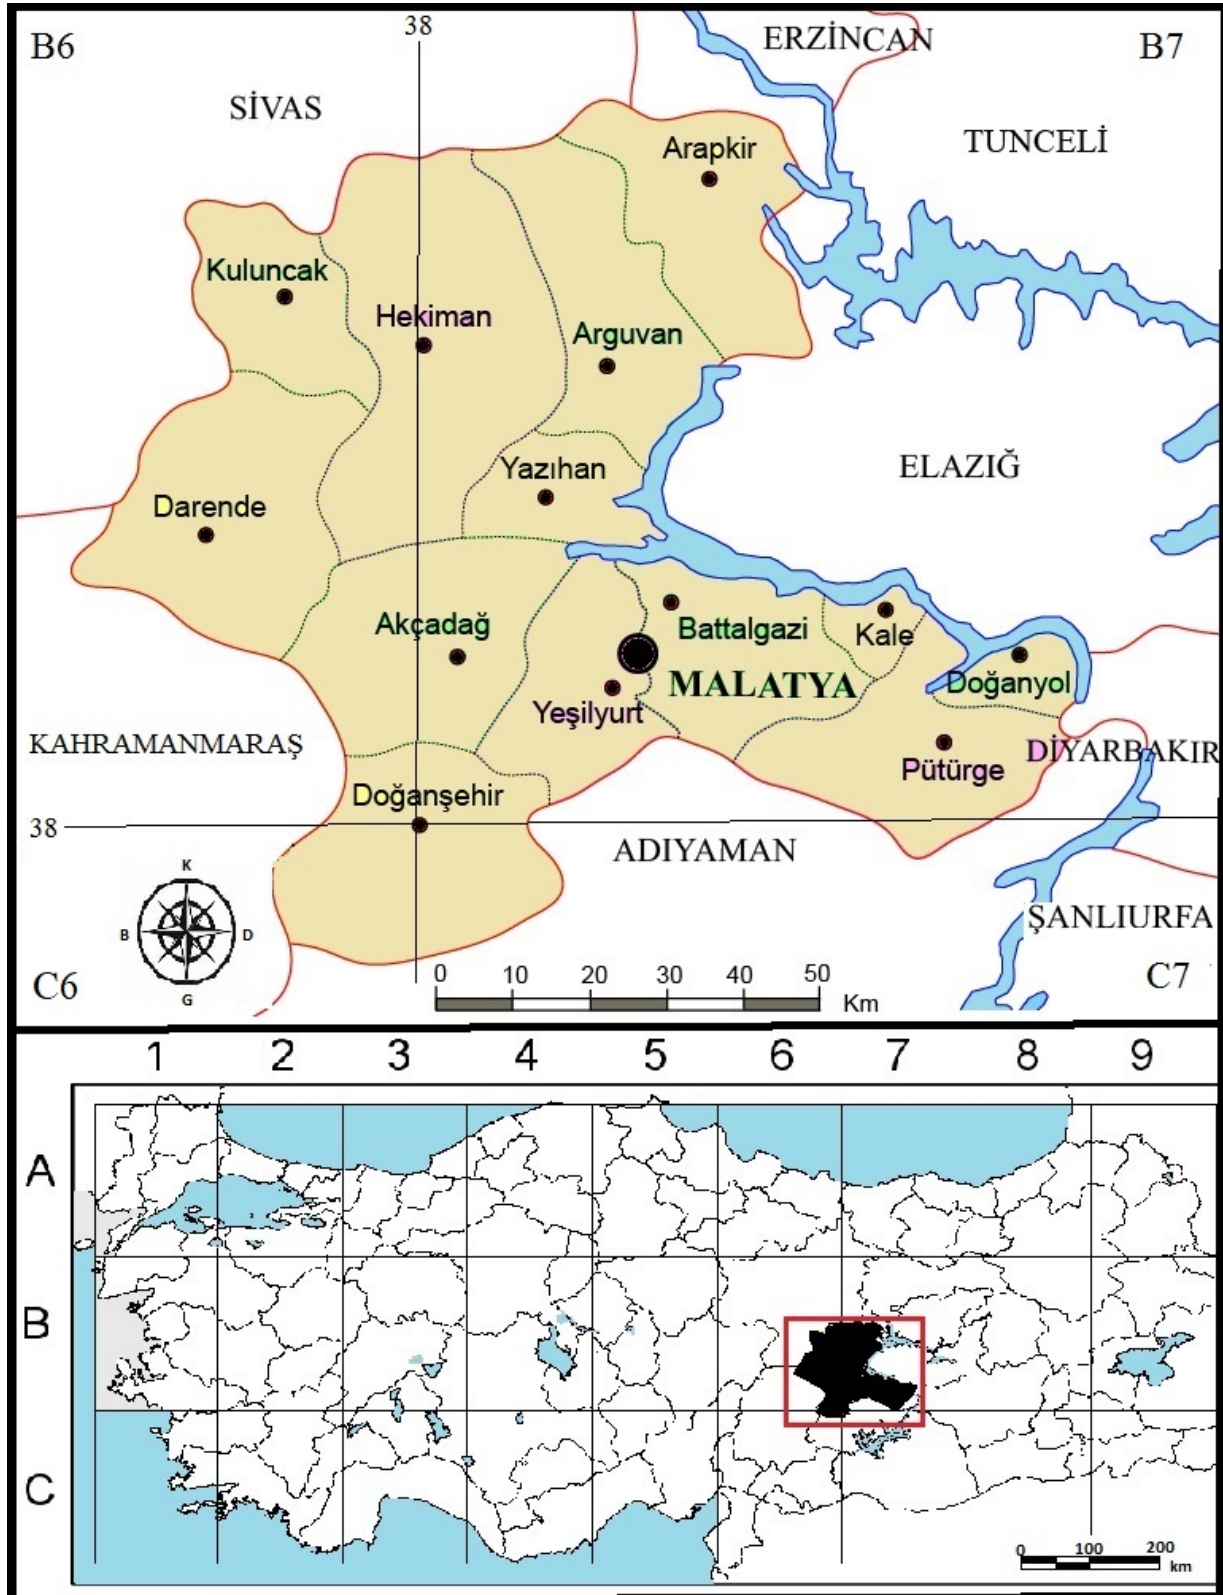 38
B6
ERZİNCAN
B7
SİVAS
TUNCELİ
Arapkir
Kuluncak
Hekiman
Arguvan
Yazıhan
ELAZIĞ
Darende
Akçadağ
Battalgazi
Kale
MALATYA
Doğanyol
Yeşilyurt
KAHRAMANMARAŞ
DİYARBAKIR
Pütürge
Doğanşehir
38
ADIYAMAN
K
B
D
G
ŞANLIURFA
C6
0 10 20 30 40 50
Km
C7
1 2 3 4 5 6 7 8 9
A
B
C
0 100 200
km